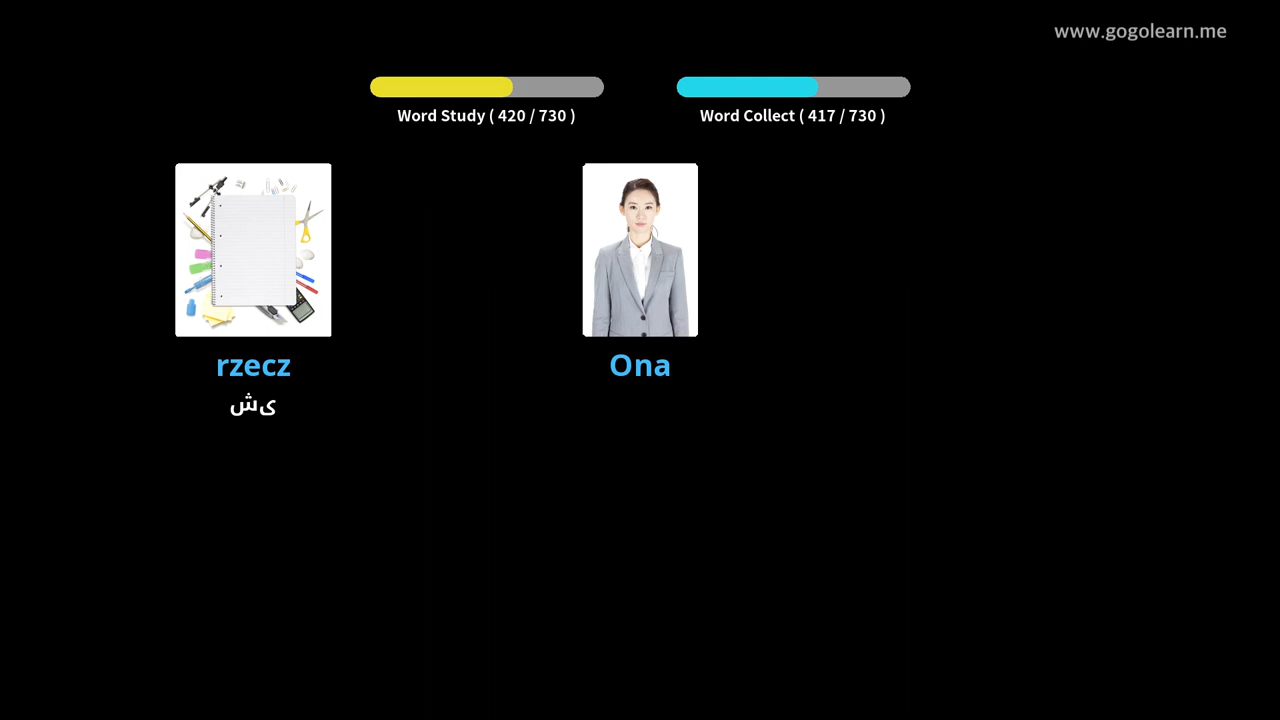 www.gogolearn.me
Word Study ( 420 / 730 )
Word Collect ( 417 / 730 )
rzecz
شی
Ona